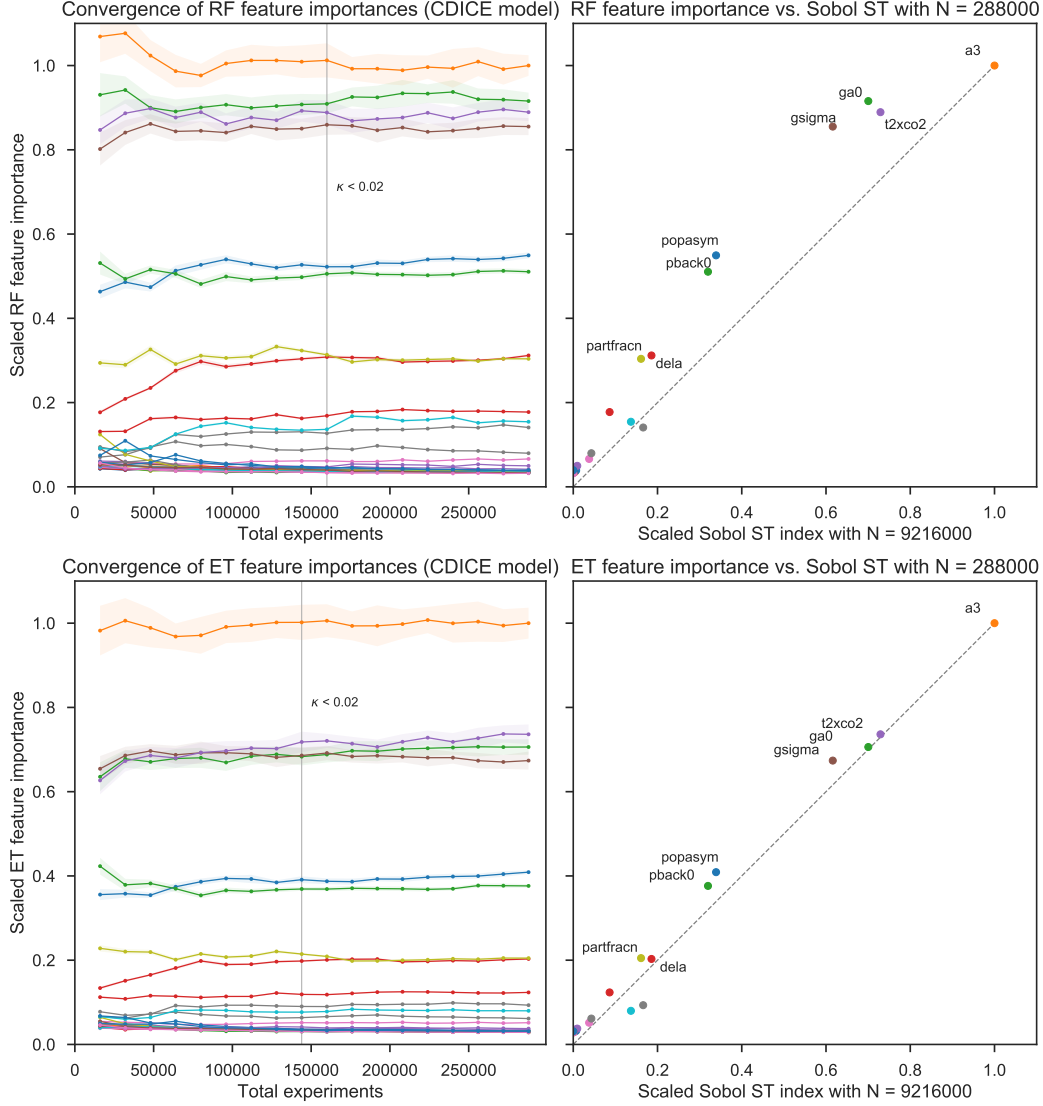 Convergence of RF feature importances (CDICE model)
RF feature importance vs. Sobol ST with N = 288000
Scaled RF feature importance
1.0
0.8
0.6
0.4
0.2
0.0
κ < 0.02
0
50000
100000
150000
200000
250000
Total experiments
a3
ga0
gsigma
t2xco2
popasym
pback0
partfracn
dela
0.0
0.2
0.4
0.6
0.8
1.0
Scaled Sobol ST index with N = 9216000
Convergence of ET feature importances (CDICE model)
ET feature importance vs. Sobol ST with N = 288000
Scaled ET feature importance
1.0
0.8
0.6
0.4
0.2
0.0
κ < 0.02
0
50000
100000
150000
200000
250000
Total experiments
a3
t2xco2
ga0
gsigma
popasym
pback0
partfracn
dela
0.0
0.2
0.4
0.6
0.8
1.0
Scaled Sobol ST index with N = 9216000